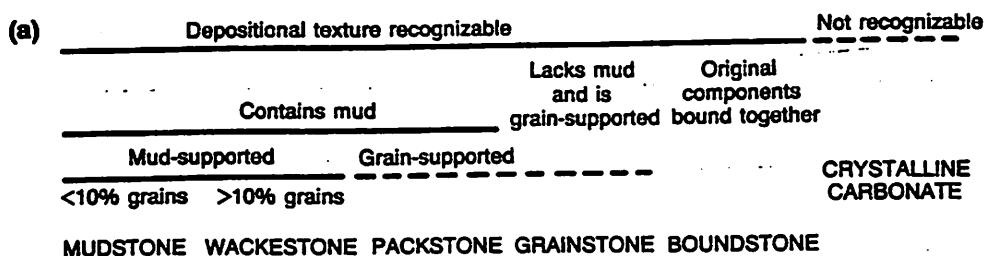 (a)
Depositional texture recognizable
Not recognizable
Contains mud
Lacks mud
and is
grain-supported
Original
components
bound together
Mud-supported
Grain-supported
<10% grains
>10% grains
CRYSTALLINE
CARBONATE
MUDSTONE WACKESTONE PACKSTONE GRAINSTONE BOUNDSTONE